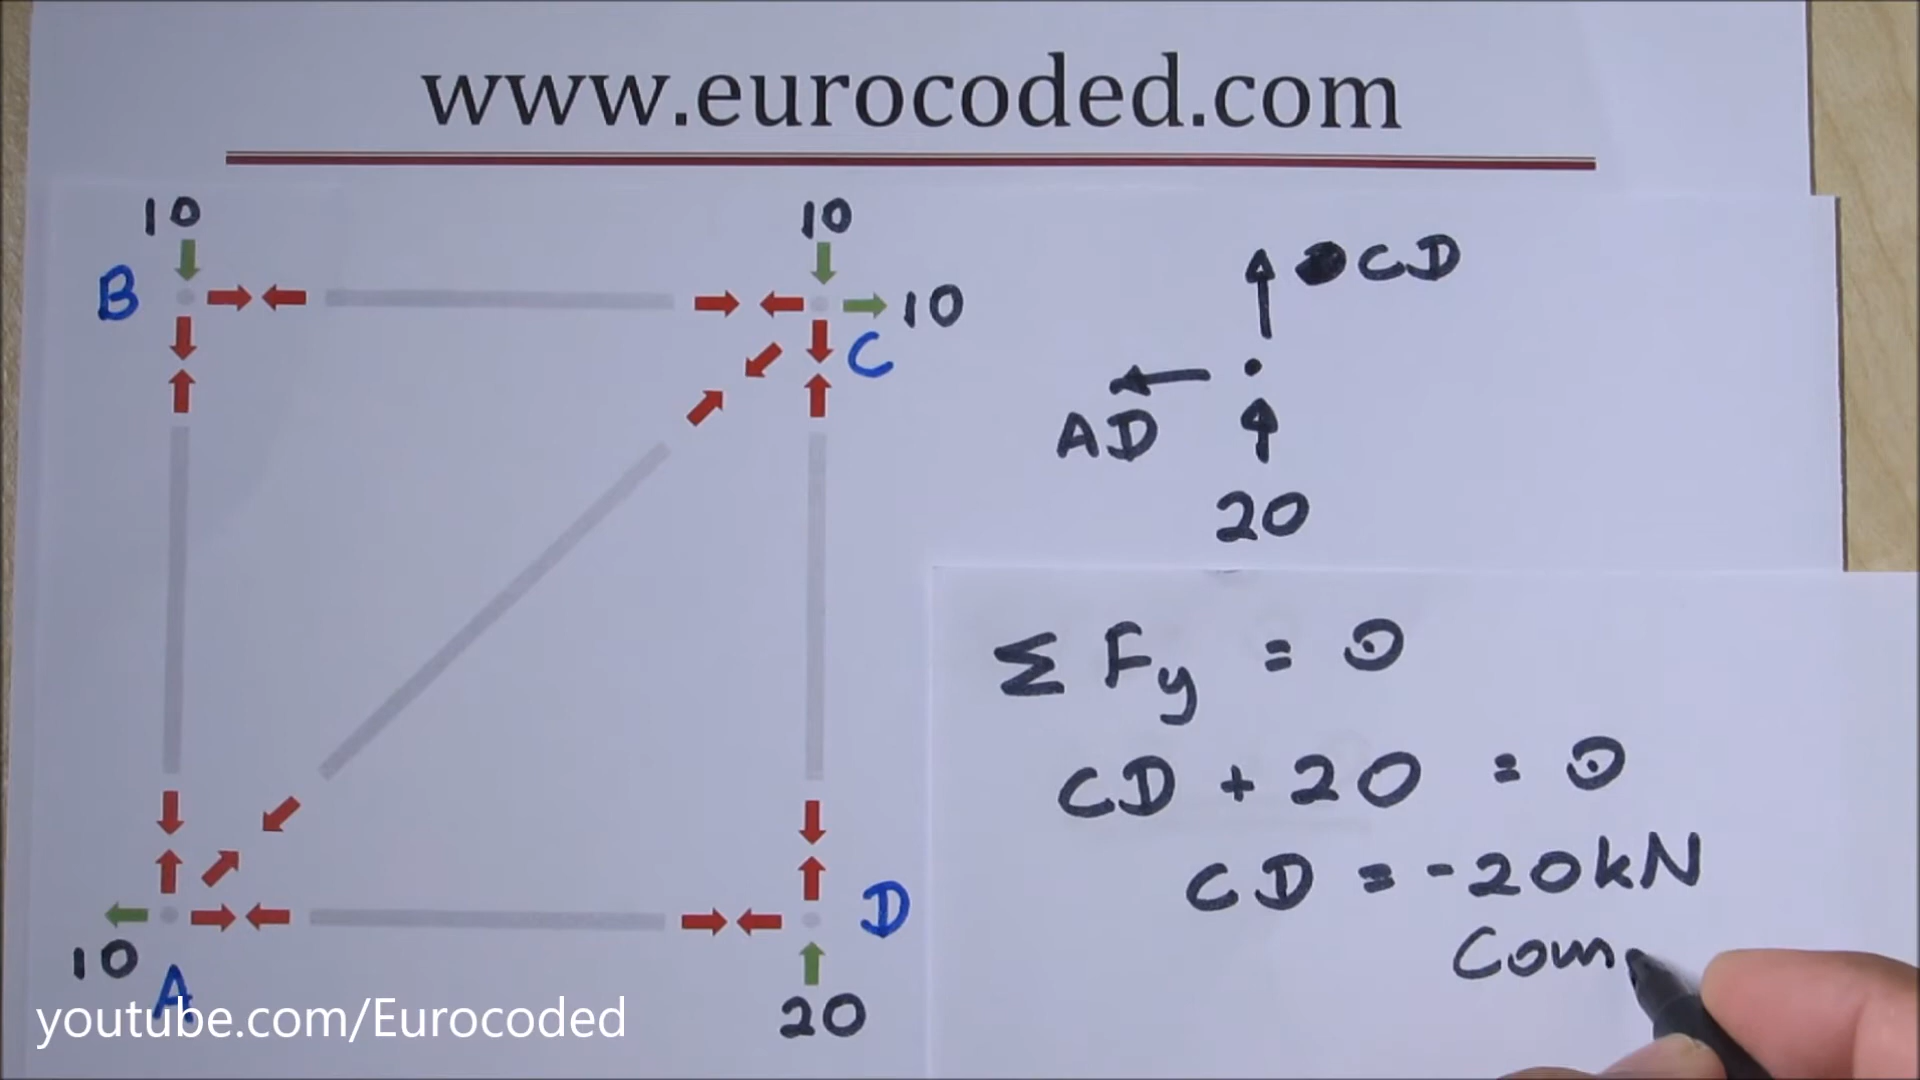 www.eurocoded.com
10
10
B
10
C
CD
AD
20
Σ Fy = 0
CD + 20 = 0
CD = -20kN
Com
D
10
A
20
youtube.com/Eurocoded